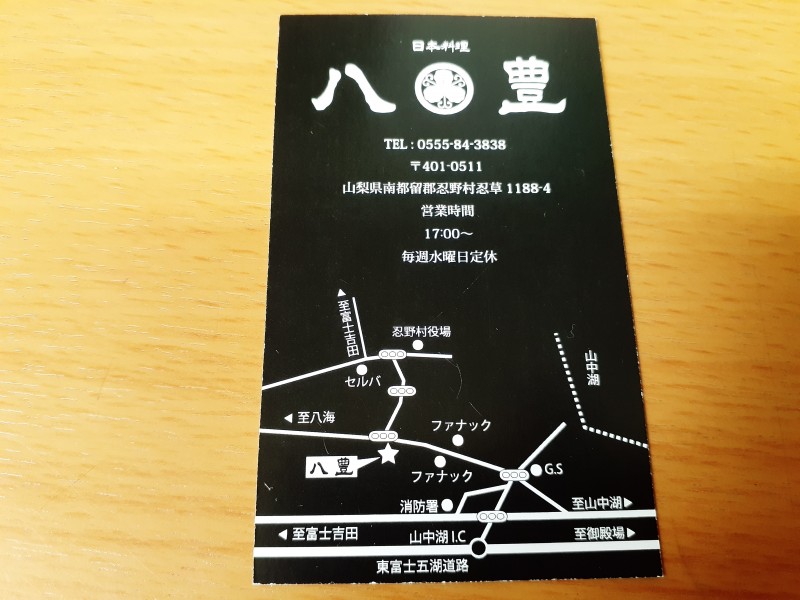 日本料理
八豊
TEL : 0555-84-3838
〒401-0511
山梨県南都留郡忍野村忍草 1188-4
営業時間
17:00～
毎週水曜日定休
至富士吉田
忍野村役場
山中湖
セルバ
至八海
ファナック
八豊
ファナック
G.S
消防署
至山中湖
至富士吉田
山中湖 I.C
至御殿場
東富士五湖道路